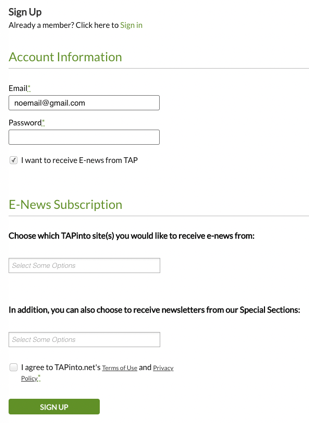 Sign Up
Already a member? Click here to Sign in
Account Information
Email*
noemail@gmail.com
Password*
I want to receive E-news from TAP
E-News Subscription
Choose which TAPinto site(s) you would like to receive e-news from:
Select Some Options
In addition, you can also choose to receive newsletters from our Special Sections:
Select Some Options
I agree to TAPinto.net's Terms of Use and Privacy
Policy*
SIGN UP